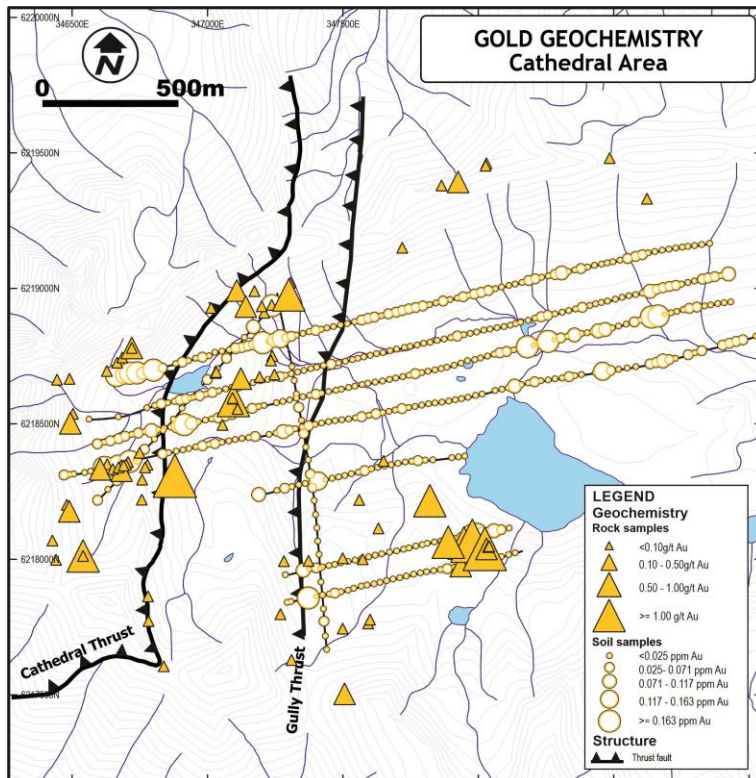 GOLD GEOCHEMISTRY
Cathedral Area
346500E
347000E
347500E
6220000N
N
0 500m
6219500N
6219000N
6218500N
6218000N
6217500N
Cathedral Thrust
Gully Thrust
LEGEND
Geochemistry
Rock samples
<0.10g/t Au
0.10 - 0.50g/t Au
0.50 - 1.00g/t Au
>= 1.00 g/t Au
Soil samples
<0.025 ppm Au
0.025- 0.071 ppm Au
0.071 - 0.117 ppm Au
0.117 - 0.163 ppm Au
>= 0.163 ppm Au
Structure
Thrust fault